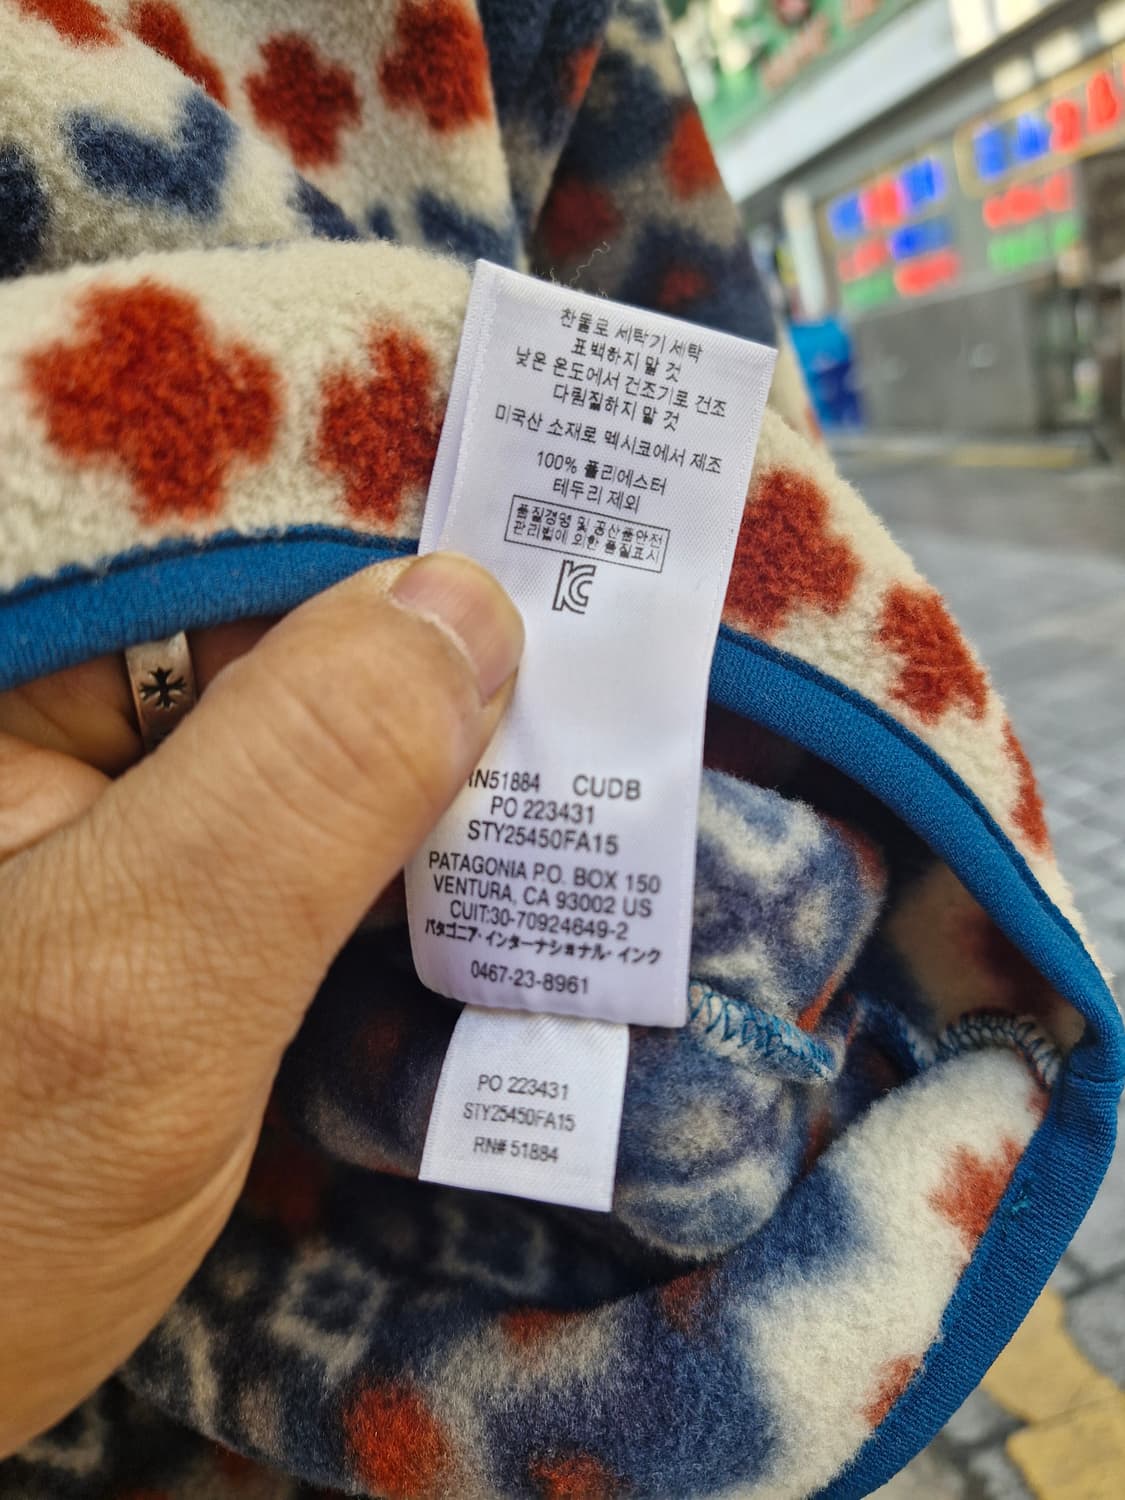 찬물로 세탁기 세탁
표백하지 말 것
낮은 온도에서 건조기로 건조
다림질하지 말 것
미국산 소재로 멕시코에서 제조
100% 폴리에스터
테두리 제외
품질경영 및 공산품안전
관리법에 의한 품질표시
KC
RN51884 CUDB
PO 223431
STY25450FA15
PATAGONIA P.O. BOX 150
VENTURA, CA 93002 US
CUIT:30-70924649-2
パタゴニア・インターナショナル・インク
0467-23-8961
PO 223431
STY25450FA15
RN# 51884